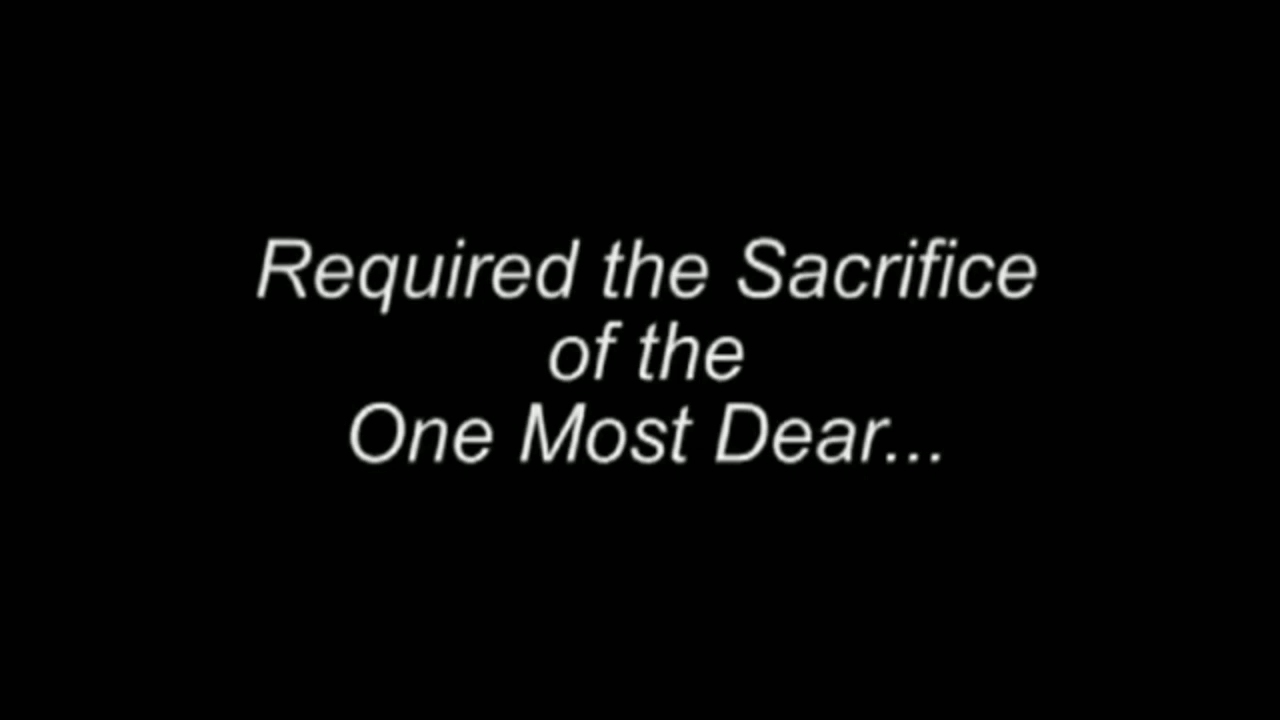 Required the Sacrifice
of the
One Most Dear...